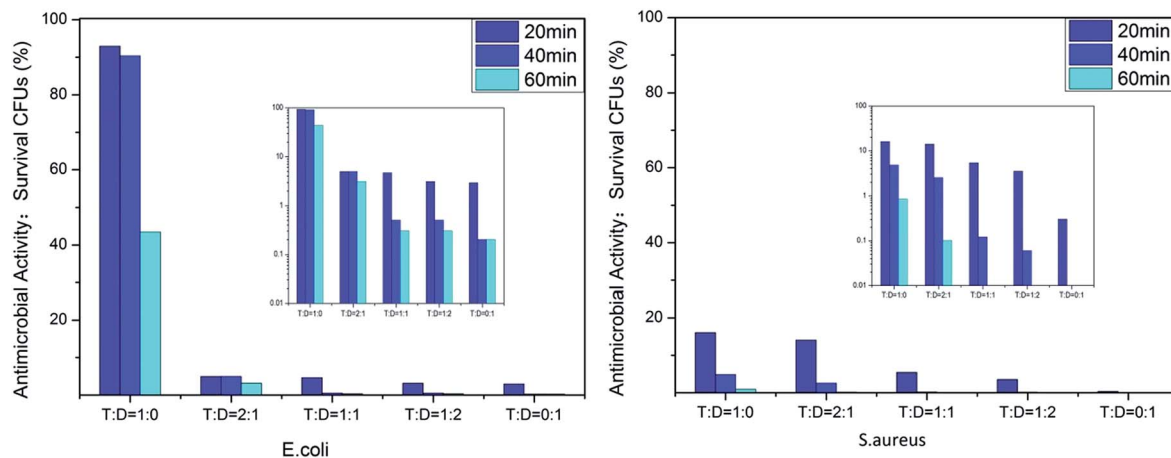 Antimicrobial Activity: Survival CFUs (%)
100
80
60
40
20
20min
40min
60min
100
10
1
0.1
0.01
T:D=1:0 T:D=2:1 T:D=1:1 T:D=1:2 T:D=0:1
T:D=1:0 T:D=2:1 T:D=1:1 T:D=1:2 T:D=0:1
E.coli
Antimicrobial Activity: Survival CFUs (%)
100
80
60
40
20
20min
40min
60min
100
10
1
0.1
0.01
T:D=1:0 T:D=2:1 T:D=1:1 T:D=1:2 T:D=0:1
T:D=1:0 T:D=2:1 T:D=1:1 T:D=1:2 T:D=0:1
S.aureus